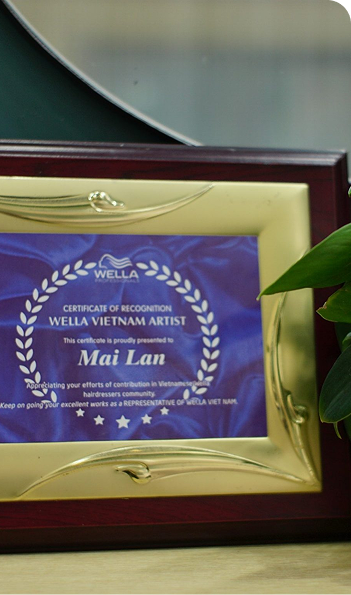 WELLA
PROFESSIONALS
CERTIFICATE OF RECOGNITION
WELLA VIETNAM ARTIST
This certificate is proudly presented to
Mai Lan
Appreciating your efforts of contribution in Vietnamese
hairdressers community.
Keep on going your excellent works as a REPRESENTATIVE OF WELLA VIET NAM.